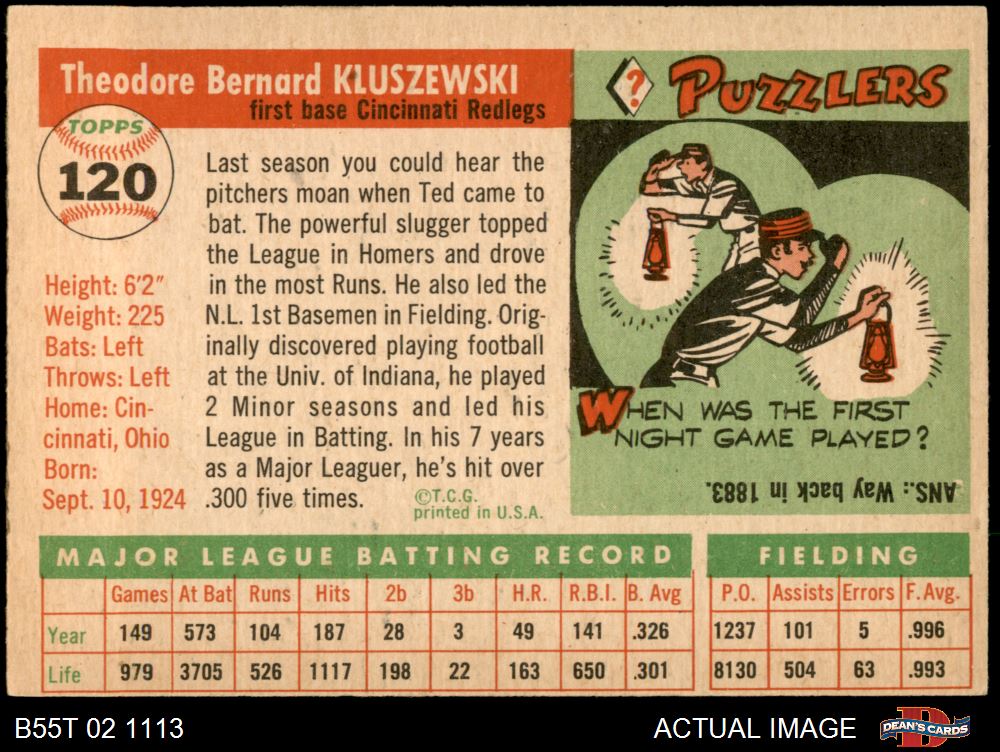 Theodore Bernard KLUSZEWSKI
first base Cincinnati Redlegs
TOPPS
120
Height: 6'2"
Weight: 225
Bats: Left
Throws: Left
Home: Cin-
cinnati, Ohio
Born:
Sept. 10, 1924
Last season you could hear the
pitchers moan when Ted came to
bat. The powerful slugger topped
the League in Homers and drove
in the most Runs. He also led the
N.L. 1st Basemen in Fielding. Orig-
inally discovered playing football
at the Univ. of Indiana, he played
2 Minor seasons and led his
League in Batting. In his 7 years
as a Major Leaguer, he's hit over
.300 five times.
©T.C.G.
printed in U.S.A.
? PUZZLERS
WHEN WAS THE FIRST
NIGHT GAME PLAYED?
ANS.: Way back in 1883.
MAJOR LEAGUE BATTING RECORD FIELDING
Games At Bat Runs Hits 2b 3b H.R. R.B.I. B. Avg P.O. Assists Errors F. Avg.
Year 149 573 104 187 28 3 49 141 .326 1237 101 5 .996
Life 979 3705 526 1117 198 22 163 650 .301 8130 504 63 .993
B55T 02 1113 ACTUAL IMAGE DEAN'S CARDS